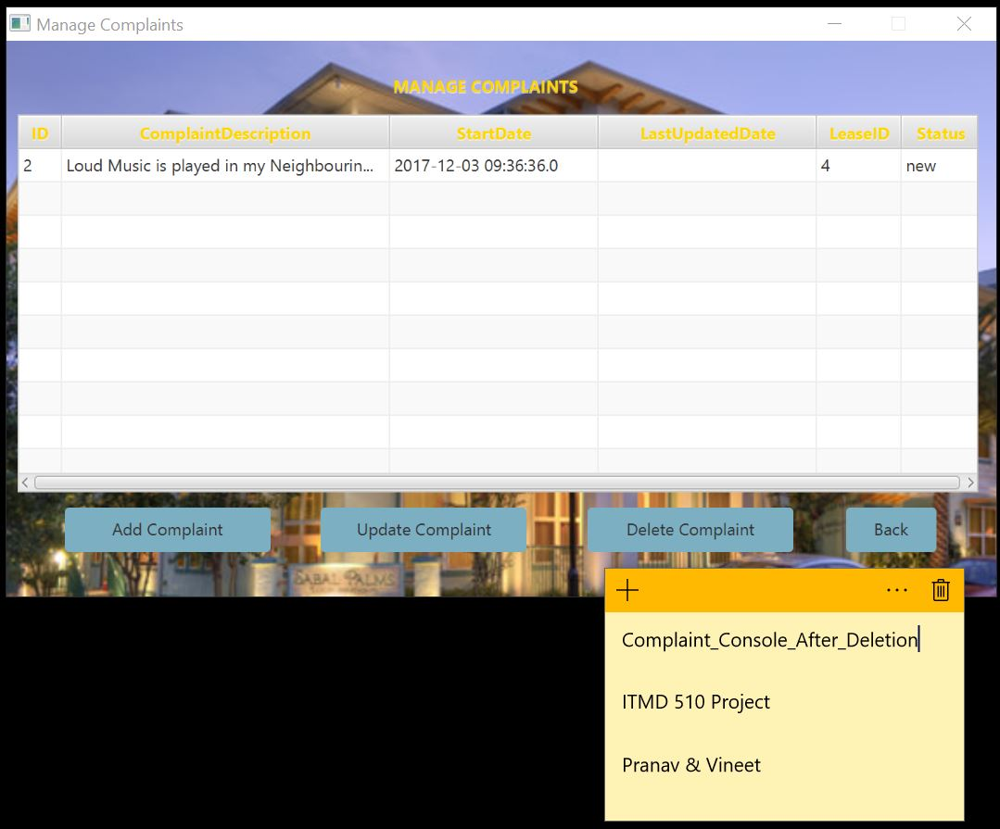 Manage Complaints
MANAGE COMPLAINTS
ID ComplaintDescription StartDate LastUpdatedDate LeaseID Status
2 Loud Music is played in my Neighbourin... 2017-12-03 09:36:36.0 4 new
Add Complaint Update Complaint Delete Complaint Back
SABAL PALMS
Complaint_Console_After_Deletion
ITMD 510 Project
Pranav & Vineet